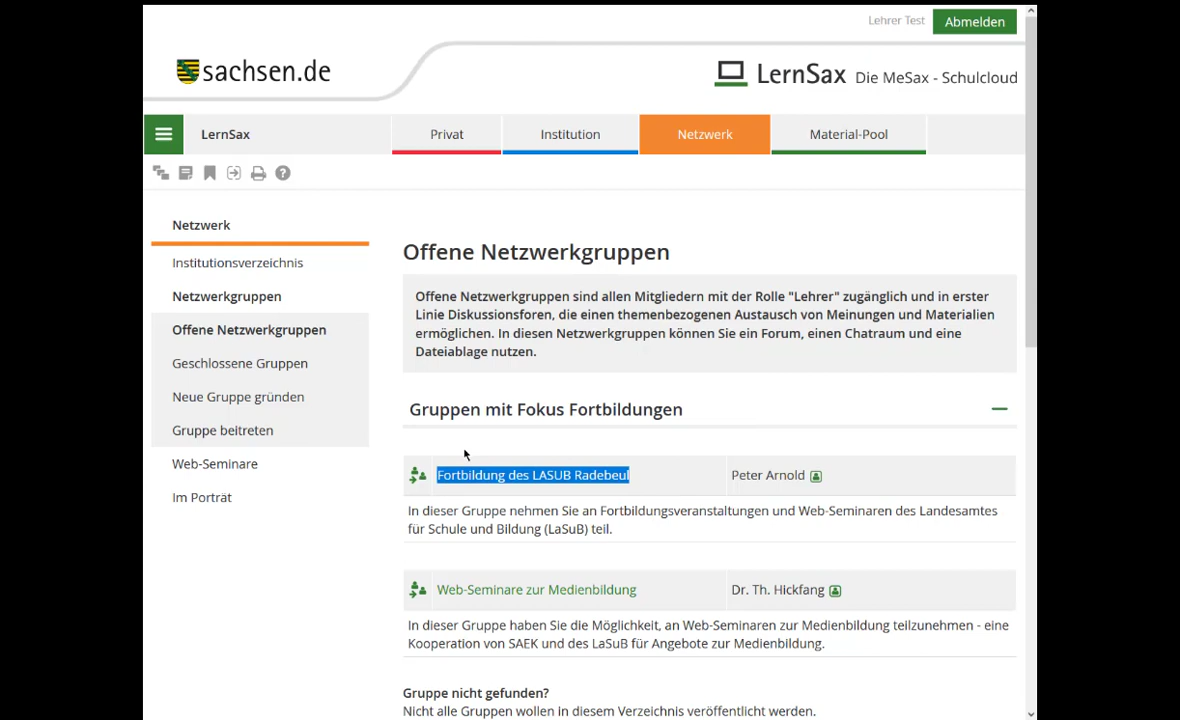 Lehrer Test
Abmelden
sachsen.de
LernSax Die MeSax - Schulcloud
LernSax
Privat
Institution
Netzwerk
Material-Pool
Netzwerk
Institutionsverzeichnis
Netzwerkgruppen
Offene Netzwerkgruppen
Geschlossene Gruppen
Neue Gruppe gründen
Gruppe beitreten
Web-Seminare
Im Porträt
Offene Netzwerkgruppen
Offene Netzwerkgruppen sind allen Mitgliedern mit der Rolle "Lehrer" zugänglich und in erster
Linie Diskussionsforen, die einen themenbezogenen Austausch von Meinungen und Materialien
ermöglichen. In diesen Netzwerkgruppen können Sie ein Forum, einen Chatraum und eine
Dateiablage nutzen.
Gruppen mit Fokus Fortbildungen
Fortbildung des LASUB Radebeul
Peter Arnold
In dieser Gruppe nehmen Sie an Fortbildungsveranstaltungen und Web-Seminaren des Landesamtes
für Schule und Bildung (LaSuB) teil.
Web-Seminare zur Medienbildung
Dr. Th. Hickfang
In dieser Gruppe haben Sie die Möglichkeit, an Web-Seminaren zur Medienbildung teilzunehmen - eine
Kooperation von SAEK und des LaSuB für Angebote zur Medienbildung.
Gruppe nicht gefunden?
Nicht alle Gruppen wollen in diesem Verzeichnis veröffentlicht werden.